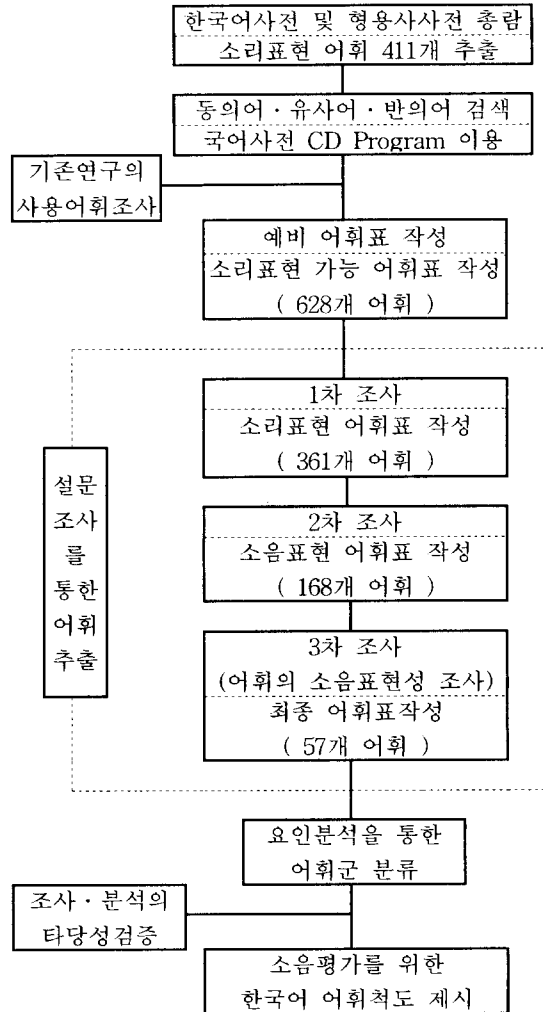 한국어사전 및 형용사사전 총람
소리표현 어휘 411개 추출
동의어·유사어·반의어 검색
국어사전 CD Program 이용
기존연구의
사용어휘조사
예비 어휘표 작성
소리표현 가능 어휘표 작성
( 628개 어휘 )
설문
조사
를
통한
어휘
추출
1차 조사
소리표현 어휘표 작성
( 361개 어휘 )
2차 조사
소음표현 어휘표 작성
( 168개 어휘 )
3차 조사
(어휘의 소음표현성 조사)
최종 어휘표작성
( 57개 어휘 )
요인분석을 통한
어휘군 분류
조사·분석의
타당성검증
소음평가를 위한
한국어 어휘척도 제시